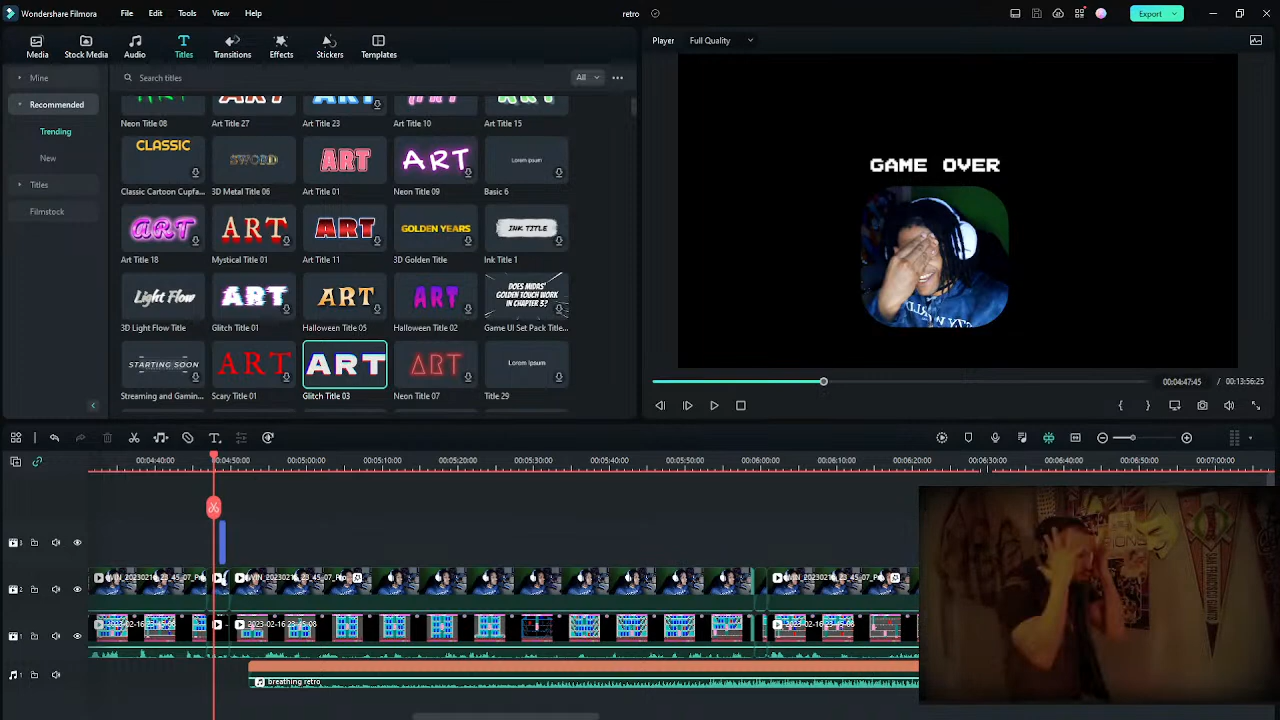 Wondershare Filmora File Edit Tools View Help retro Export
Media Stock Media Audio Titles Transitions Effects Stickers Templates
Player Full Quality
Mine
Search titles
All
Recommended
Trending
New
Titles
Filmstock
Neon Title 08 Art Title 27 Art Title 23 Art Title 10 Art Title 15
CLASSIC SWORD ART ART Lorem ipsum
Classic Cartoon Cupfa... 3D Metal Title 06 Art Title 01 Neon Title 09 Basic 6
ART ART ART GOLDEN YEARS INK TITLE
Art Title 18 Mystical Title 01 Art Title 11 3D Golden Title Ink Title 1
Light Flow ART ART ART DOES MIDAS'
GOLDEN TOUCH WORK
IN CHAPTER 3?
3D Light Flow Title Glitch Title 01 Halloween Title 05 Halloween Title 02 Game UI Set Pack Title...
STARTING SOON ART ART ART Lorem Ipsum
Streaming and Gamin... Scary Title 01 Glitch Title 03 Neon Title 07 Title 29
GAME OVER
00:04:47:45 / 00:13:56:25
00:04:40:00 00:04:50:00 00:05:00:00 00:05:10:00 00:05:20:00 00:05:30:00 00:05:40:00 00:05:50:00 00:06:00:00 00:06:10:00 00:06:20:00 00:06:30:00 00:06:40:00 00:06:50:00 00:07:00:00
3
2
1
2023-02-16 23-45-08
1
breathing retro
SAN FRANCISCO